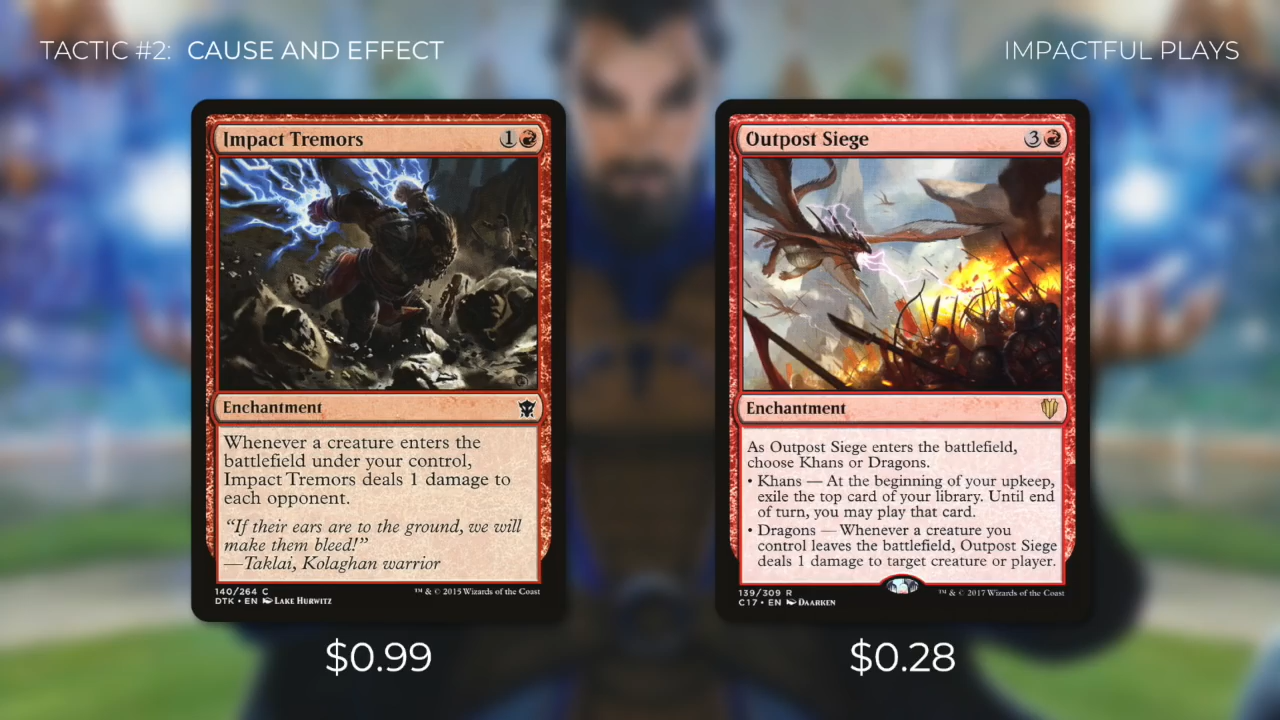 TACTIC #2: CAUSE AND EFFECT
IMPACTFUL PLAYS
Impact Tremors 1
Enchantment
Whenever a creature enters the
battlefield under your control,
Impact Tremors deals 1 damage to
each opponent.
“If their ears are to the ground, we will
make them bleed!”
—Taklai, Kolaghan warrior
140/264 C
DTK • EN LAKE HURWITZ
™ & © 2015 Wizards of the Coast
$0.99
Outpost Siege 3
Enchantment
As Outpost Siege enters the battlefield,
choose Khans or Dragons.
• Khans — At the beginning of your upkeep,
exile the top card of your library. Until end
of turn, you may play that card.
• Dragons — Whenever a creature you
control leaves the battlefield, Outpost Siege
deals 1 damage to target creature or player.
139/309 R
C17 • EN DAARKEN
™ & © 2017 Wizards of the Coast
$0.28